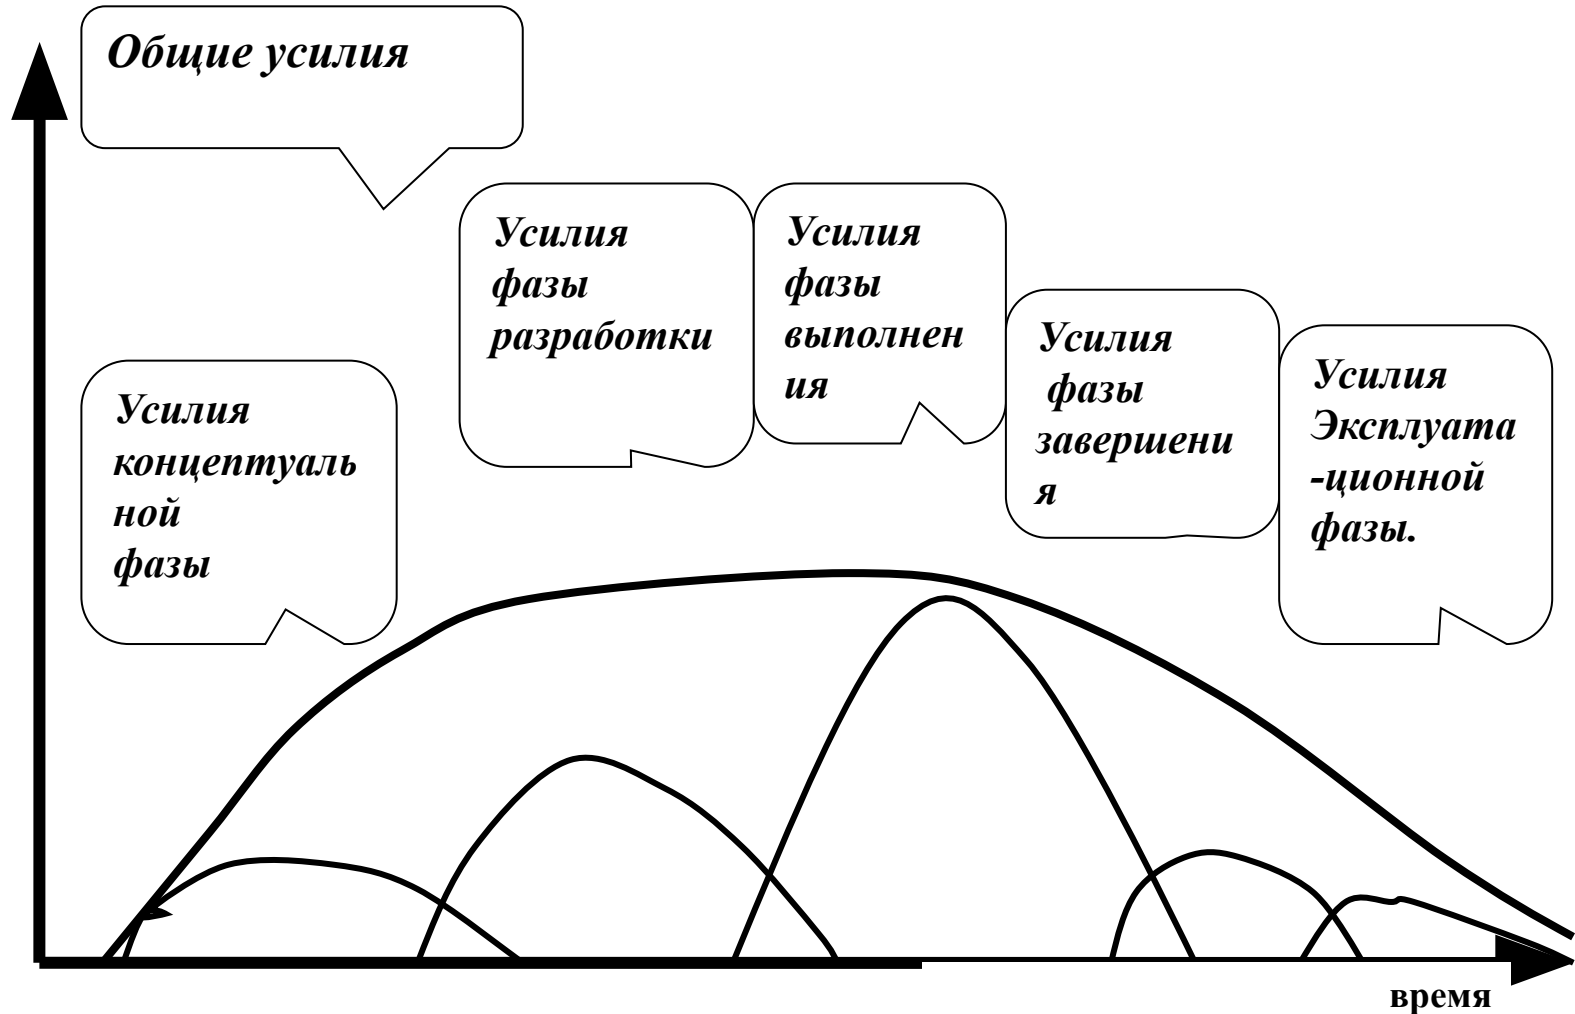 Общие усилия
Усилия
фазы
разработки
Усилия
фазы
выполнен
ия
Усилия
фазы
завершени
я
Усилия
Эксплуата
-ционной
фазы.
Усилия
концептуаль
ной
фазы
время